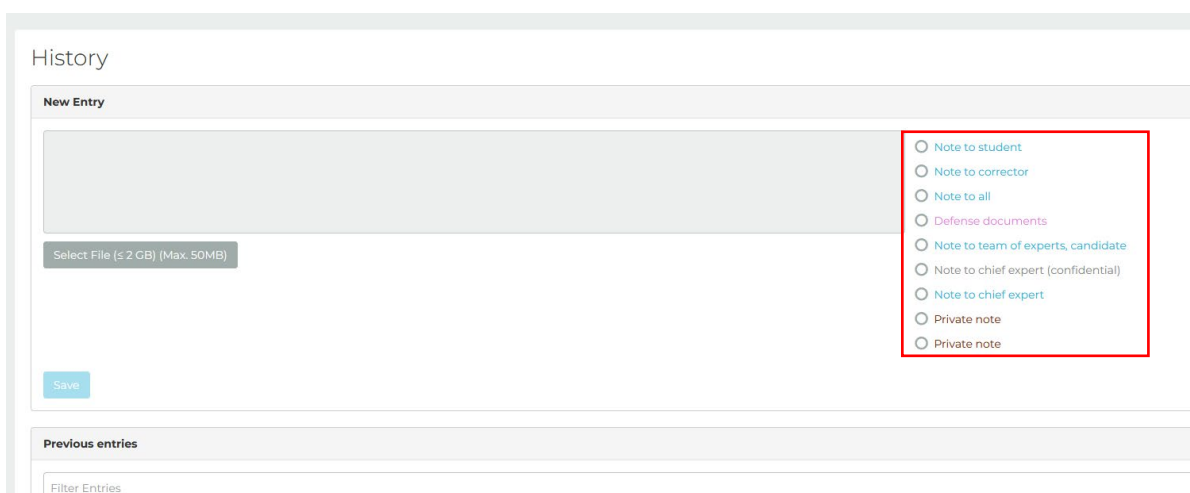 History
New Entry
Note to student
Note to corrector
Note to all
Defense documents
Select File (≤ 2 GB) (Max. 50MB)
Note to team of experts, candidate
Note to chief expert (confidential)
Note to chief expert
Private note
Private note
Save
Previous entries
Filter Entries